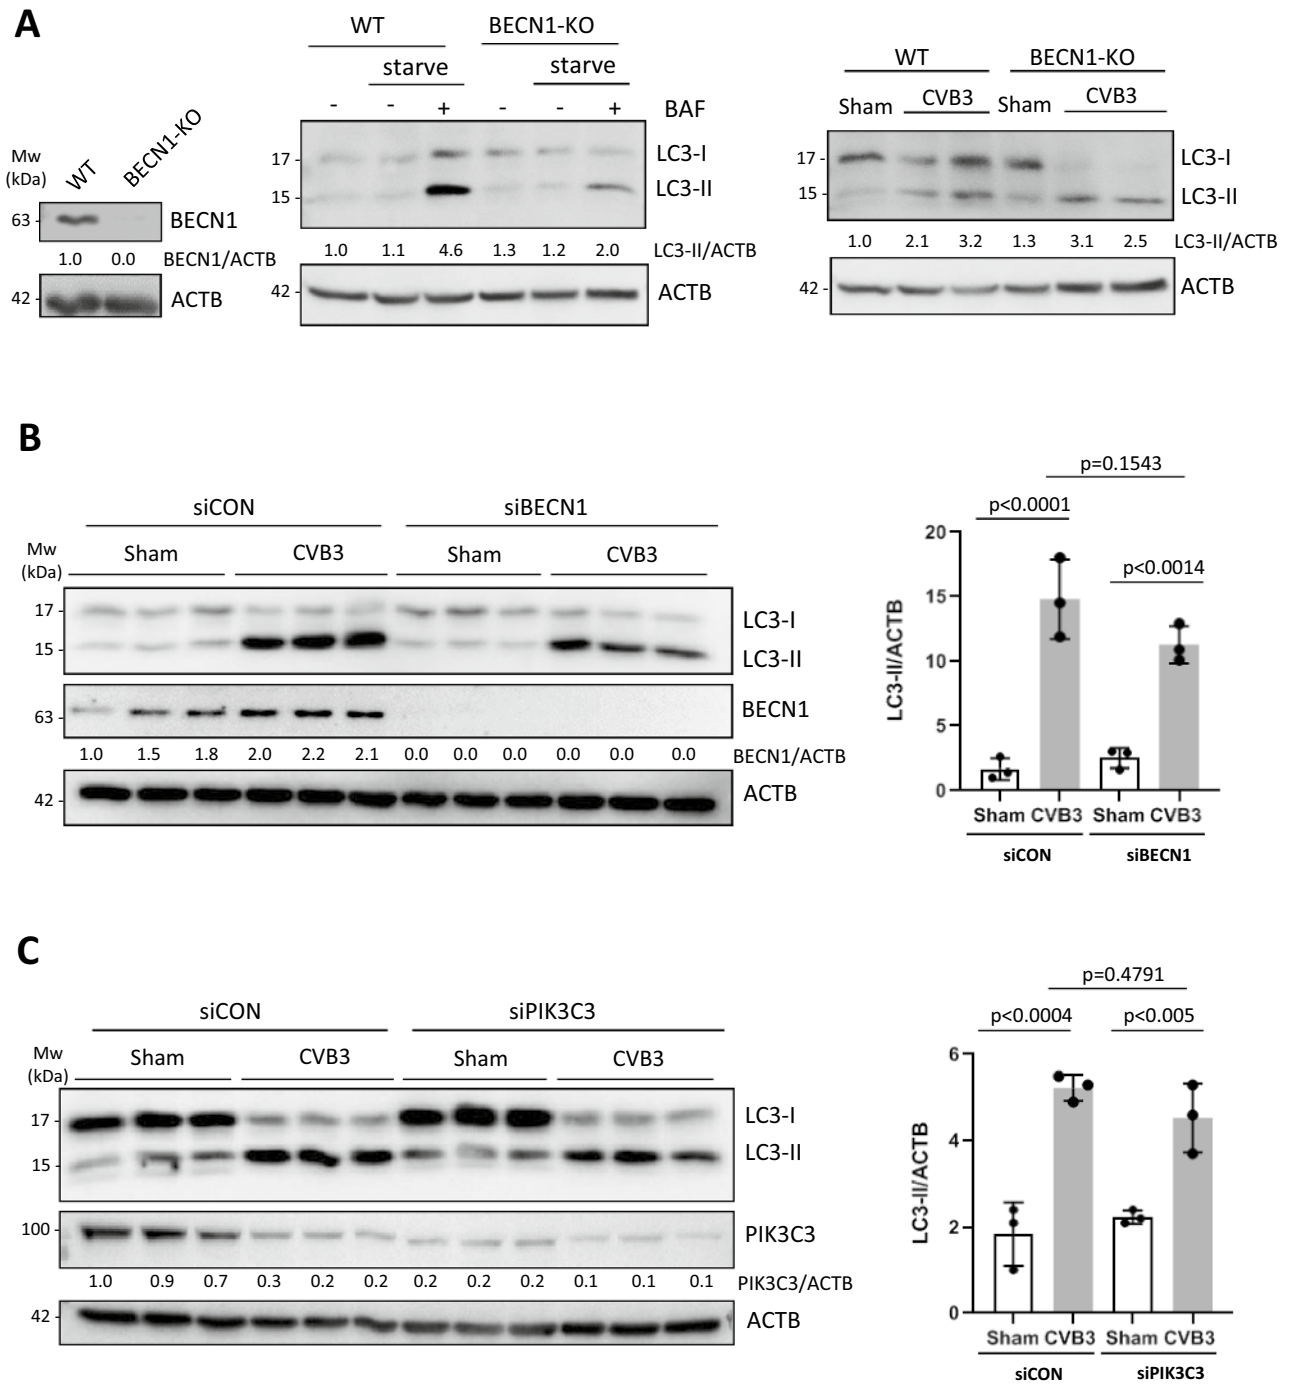 A
WT BECN1-KO
starve starve
- - + - - + BAF
17 - LC3-I
15 - LC3-II
1.0 1.1 4.6 1.3 1.2 2.0 LC3-II/ACTB
42 - ACTB
Mw
(kDa)
WT BECN1-KO
63 - BECN1
1.0 0.0 BECN1/ACTB
42 - ACTB
WT BECN1-KO
Sham CVB3 Sham CVB3
17 - LC3-I
15 - LC3-II
1.0 2.1 3.2 1.3 3.1 2.5 LC3-II/ACTB
42 - ACTB
B
siCON siBECN1
Mw
(kDa)
Sham CVB3 Sham CVB3
17 - LC3-I
15 - LC3-II
63 - BECN1
1.0 1.5 1.8 2.0 2.2 2.1 0.0 0.0 0.0 0.0 0.0 0.0 BECN1/ACTB
42 - ACTB
p=0.1543
p<0.0001
p<0.0014
LC3-II/ACTB
20
15
10
5
0
Sham CVB3 Sham CVB3
siCON siBECN1
C
siCON siPIK3C3
Mw
(kDa)
Sham CVB3 Sham CVB3
17 - LC3-I
15 - LC3-II
100 - PIK3C3
1.0 0.9 0.7 0.3 0.2 0.2 0.2 0.2 0.2 0.1 0.1 0.1 PIK3C3/ACTB
42 - ACTB
p=0.4791
p<0.0004 p<0.005
LC3-II/ACTB
6
4
2
0
Sham CVB3 Sham CVB3
siCON siPIK3C3